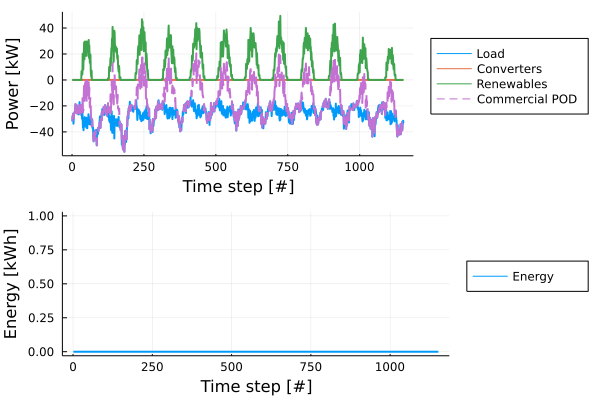 Power [kW]
40
20
0
−20
−40
0
250
500
750
1000
Time step [#]
Load
Converters
Renewables
Commercial POD
Energy [kWh]
1.00
0.75
0.50
0.25
0.00
0
250
500
750
1000
Time step [#]
Energy